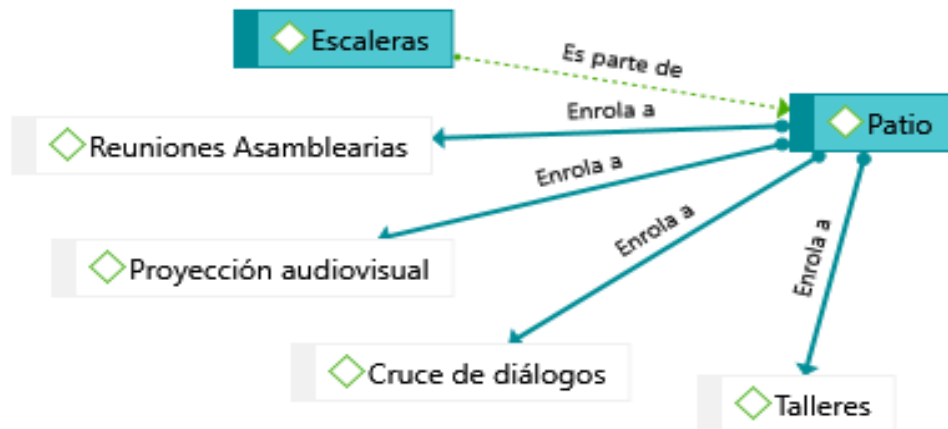 Escaleras
Es parte de
Patio
Enrola a
Reuniones Asamblearias
Enrola a
Proyección audiovisual
Enrola a
Enrola a
Cruce de diálogos
Talleres